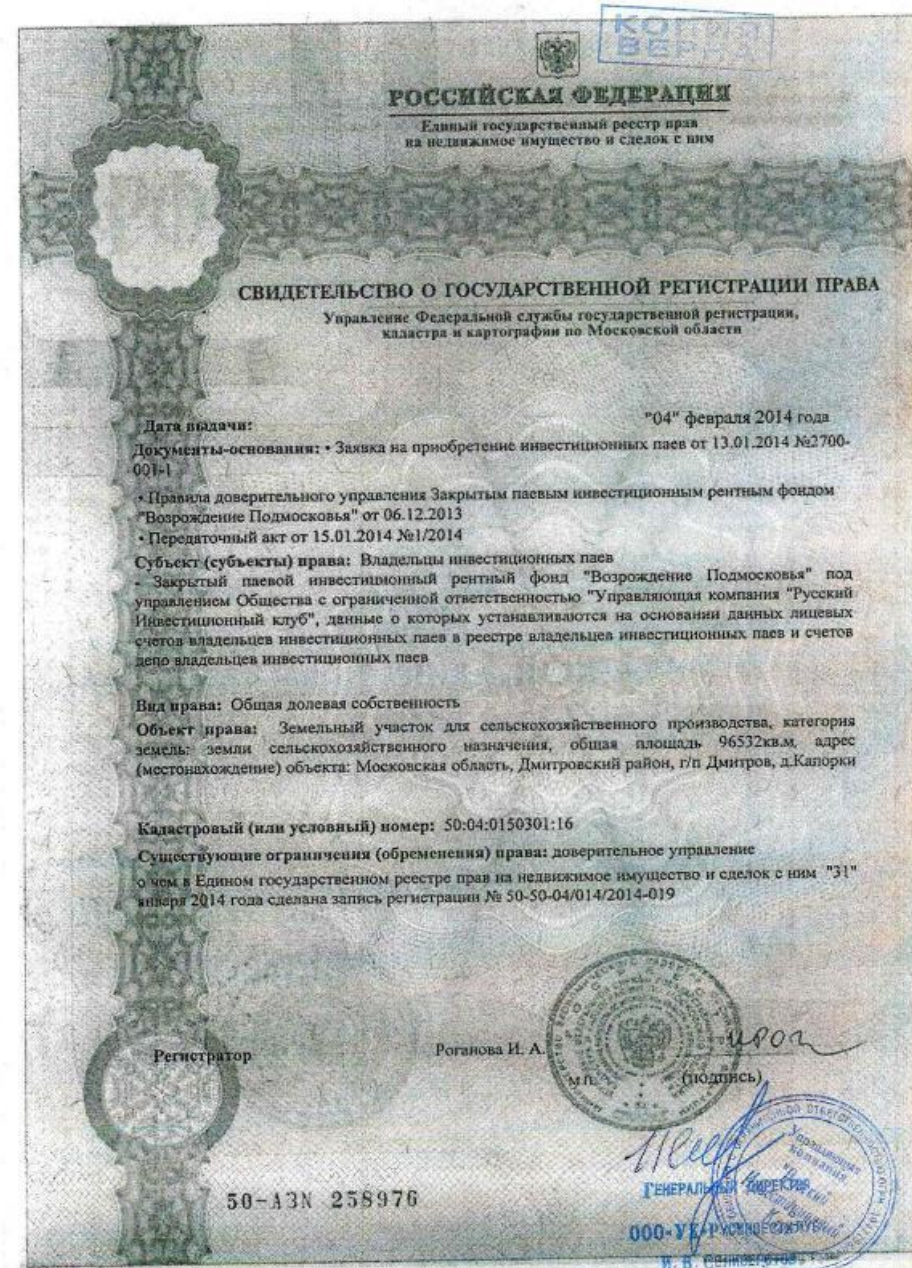 КОПИЯ
ВЕРНА
РОССИЙСКАЯ ФЕДЕРАЦИЯ
Единый государственный реестр прав
на недвижимое имущество и сделок с ним
СВИДЕТЕЛЬСТВО О ГОСУДАРСТВЕННОЙ РЕГИСТРАЦИИ ПРАВА
Управление Федеральной службы государственной регистрации,
кадастра и картографии по Московской области
Дата выдачи: "04" февраля 2014 года
Документы-основания: • Заявка на приобретение инвестиционных паев от 13.01.2014 №2700-
001-1
• Правила доверительного управления Закрытым паевым инвестиционным рентным фондом
"Возрождение Подмосковья" от 06.12.2013
• Передаточный акт от 15.01.2014 №1/2014
Субъект (субъекты) права: Владельцы инвестиционных паев
- Закрытый паевой инвестиционный рентный фонд "Возрождение Подмосковья" под
управлением Общества с ограниченной ответственностью "Управляющая компания "Русский
Инвестиционный клуб", данные о которых устанавливаются на основании данных лицевых
счетов владельцев инвестиционных паев в реестре владельцев инвестиционных паев и счетов
депо владельцев инвестиционных паев
Вид права: Общая долевая собственность
Объект права: Земельный участок для сельскохозяйственного производства, категория
земель: земли сельскохозяйственного назначения, общая площадь 96532кв.м, адрес
(местонахождение) объекта: Московская область, Дмитровский район, г/п Дмитров, д.Капорки
Кадастровый (или условный) номер: 50:04:0150301:16
Существующие ограничения (обременения) права: доверительное управление
о чем в Едином государственном реестре прав на недвижимое имущество и сделок с ним "31"
января 2014 года сделана запись регистрации № 50-50-04/014/2014-019
Регистратор Роганова И. А.
м.п. (подпись)
50-АЗN 258976
Управляющая
компания
"Русский
Инвестиционный
Клуб"
ГЕНЕРАЛЬНЫЙ ДИРЕКТОР
ООО "УК "РУСИНВЕСТКЛУБ"